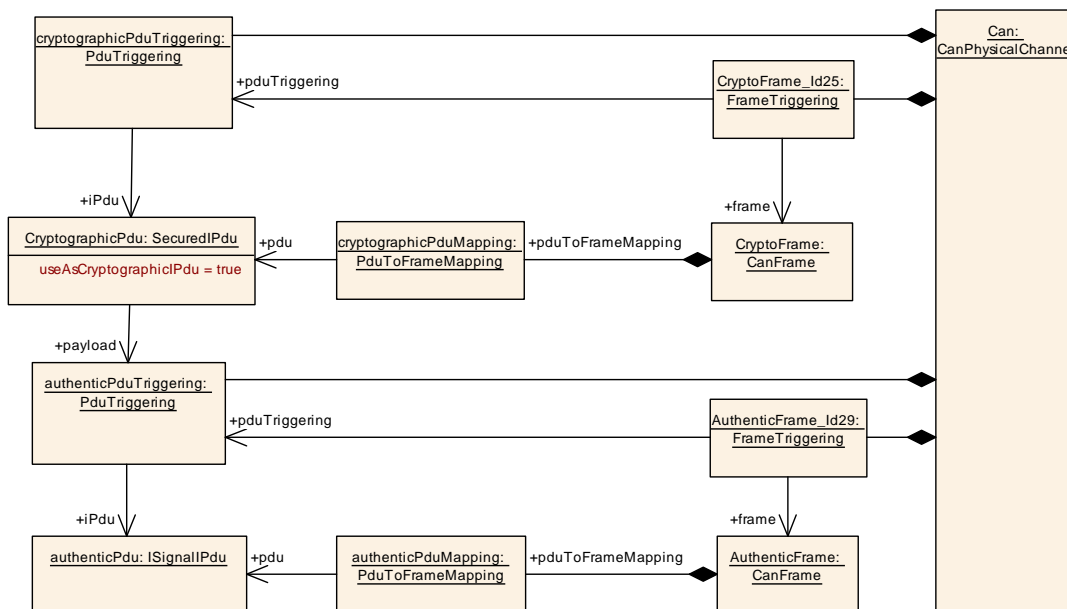 cryptographicPduTriggering:
PduTriggering
Can:
CanPhysicalChanne
+pduTriggering
CryptoFrame_Id25:
FrameTriggering
+iPdu
+frame
CryptographicPdu: SecuredIPdu
useAsCryptographicIPdu = true
+pdu
cryptographicPduMapping:
PduToFrameMapping
+pduToFrameMapping
CryptoFrame:
CanFrame
+payload
authenticPduTriggering:
PduTriggering
+pduTriggering
AuthenticFrame_Id29:
FrameTriggering
+iPdu
+frame
authenticPdu: ISignalIPdu
+pdu
authenticPduMapping:
PduToFrameMapping
+pduToFrameMapping
AuthenticFrame:
CanFrame